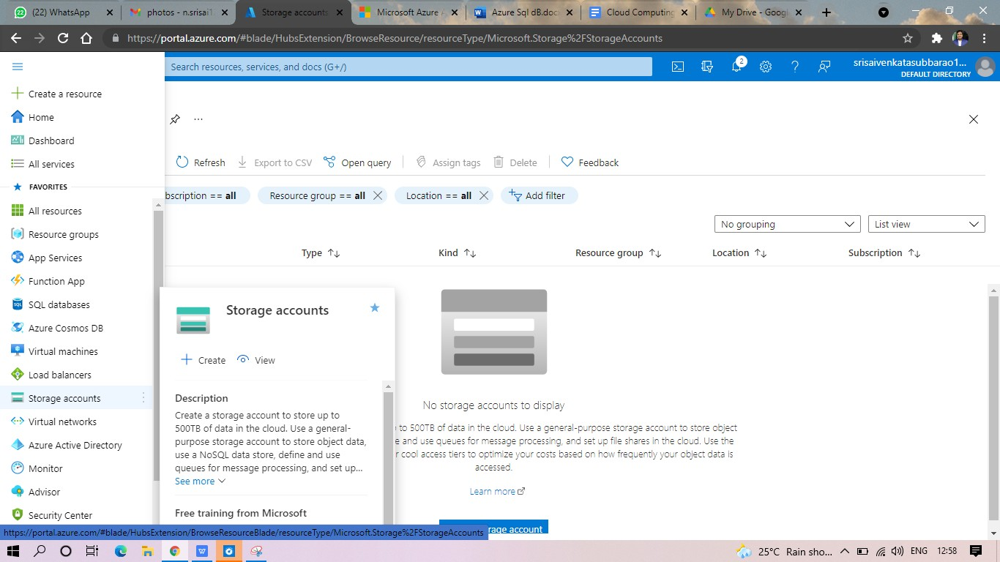 (22) WhatsApp
photos - n.srisai1
Storage accounts
Microsoft Azure
Azure Sql dB.doc
Cloud Computing
My Drive - Goog
https://portal.azure.com/#blade/HubsExtension/BrowseResource/resourceType/Microsoft.Storage%2FStorageAccounts
Search resources, services, and docs (G+/)
2
srisaivenkatasubbarao1...
DEFAULT DIRECTORY
Create a resource
Home
Dashboard
All services
FAVORITES
All resources
Resource groups
App Services
Function App
SQL databases
Azure Cosmos DB
Virtual machines
Load balancers
Storage accounts
Virtual networks
Azure Active Directory
Monitor
Advisor
Security Center
...
Refresh
Export to CSV
Open query
Assign tags
Delete
Feedback
bscription == all
Resource group == all
Location == all
Add filter
No grouping
List view
Type
Kind
Resource group
Location
Subscription
Storage accounts
Create
View
Description
Create a storage account to store up to
500TB of data in the cloud. Use a general-
purpose storage account to store object data,
use a NoSQL data store, define and use
queues for message processing, and set up...
See more
Free training from Microsoft
No storage accounts to display
to 500TB of data in the cloud. Use a general-purpose storage account to store object
e and use queues for message processing, and set up file shares in the cloud. Use the
r cool access tiers to optimize your costs based on how frequently your object data is
accessed.
Learn more
rage account
https://portal.azure.com/#blade/HubsExtension/BrowseResourceBlade/resourceType/Microsoft.Storage%2FStorageAccounts
25°C Rain sho...
ENG
12:58